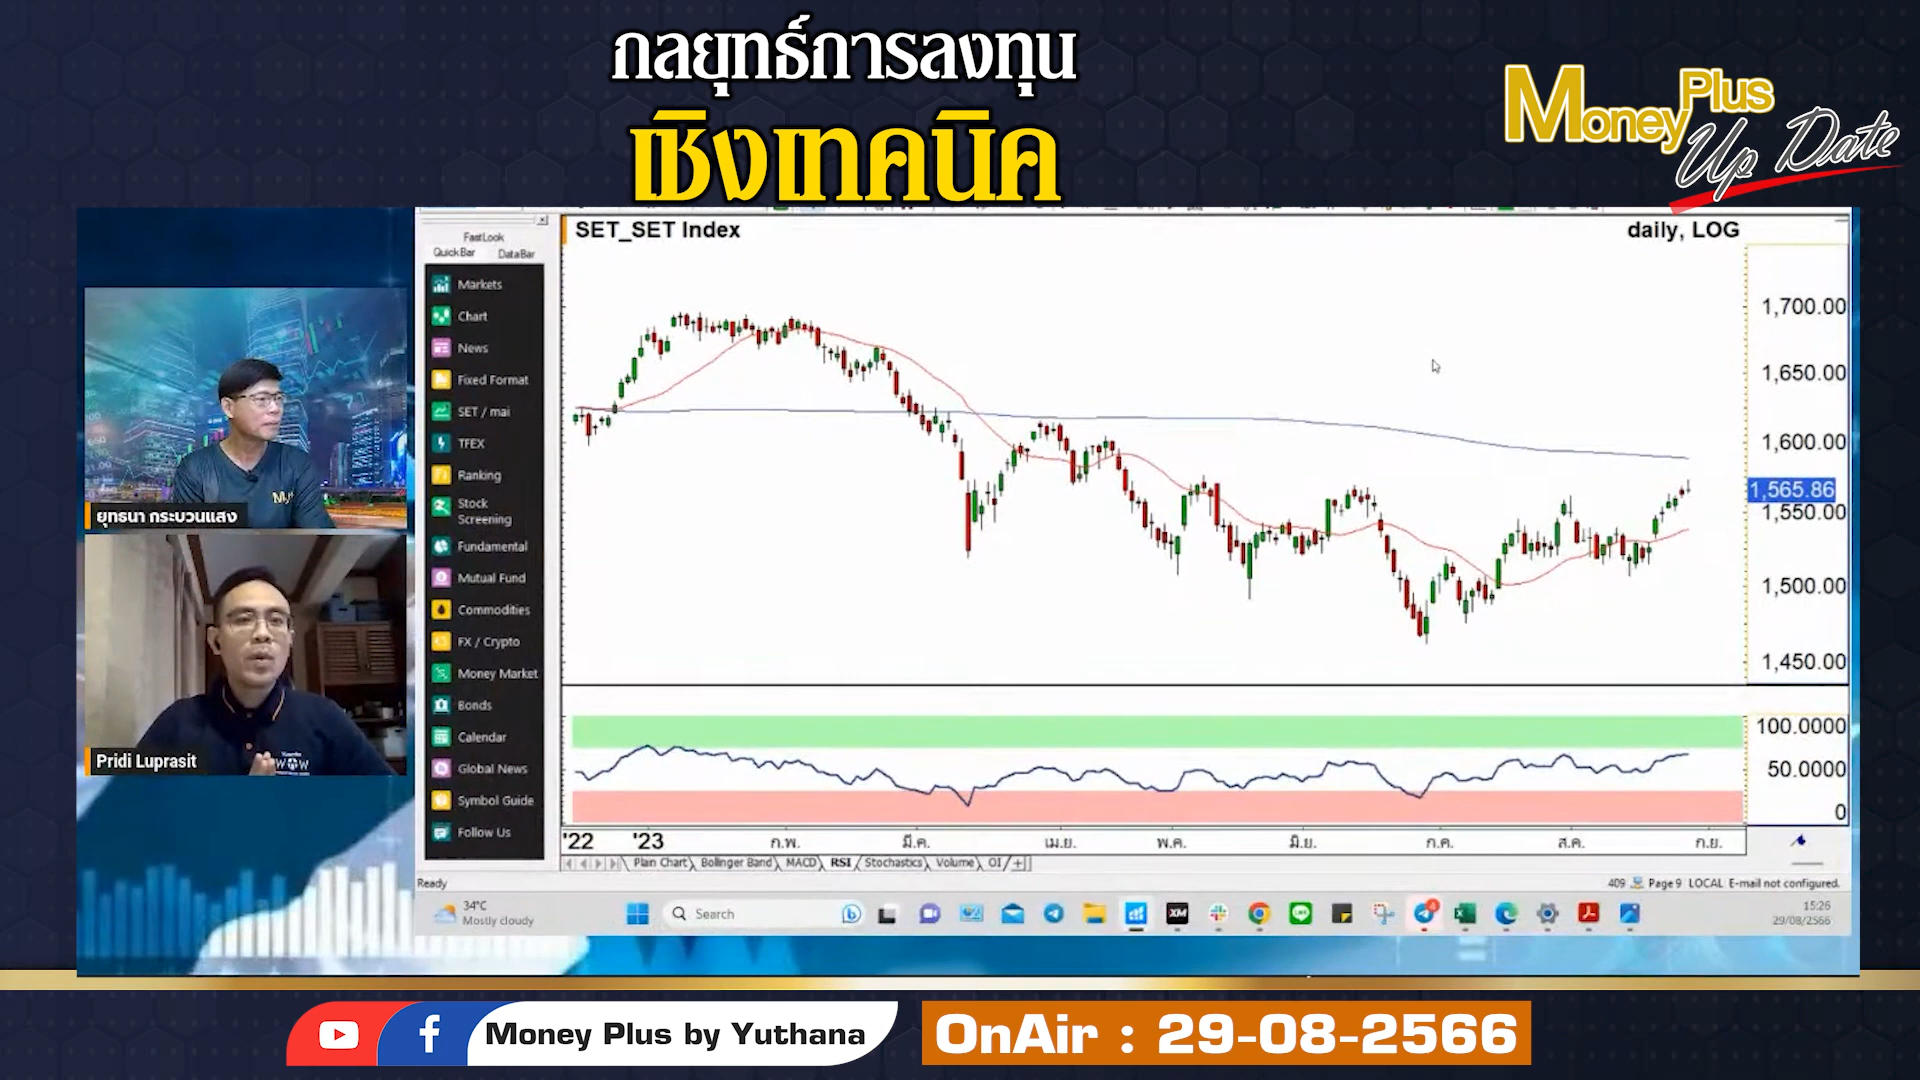 กลยุทธ์การลงทุน
เชิงเทคนิค
Money Plus
Up Date
FastLook
QuickBar DataBar
Markets
Chart
News
Fixed Format
SET / mai
TFEX
Ranking
Stock
Screening
Fundamental
Mutual Fund
Commodities
FX / Crypto
Money Market
Bonds
Calendar
Global News
Symbol Guide
Follow Us
SET_SET Index
daily, LOG
1,700.00
1,650.00
1,600.00
1,565.86
1,550.00
1,500.00
1,450.00
100.0000
50.0000
0
'22 '23 ก.พ. มี.ค. เม.ย. พ.ค. มิ.ย. ก.ค. ส.ค. ก.ย.
Plain Chart Bolinger Band MACD RSI Stochastics Volume OI
Ready
409 Page 9 LOCAL E-mail not configured.
34°C
Mostly cloudy
Search
4
15:26
29/08/2566
ยุทธนา กระบวนแสง
Pridi Luprasit
WOW
Money Plus by Yuthana
OnAir : 29-08-2566